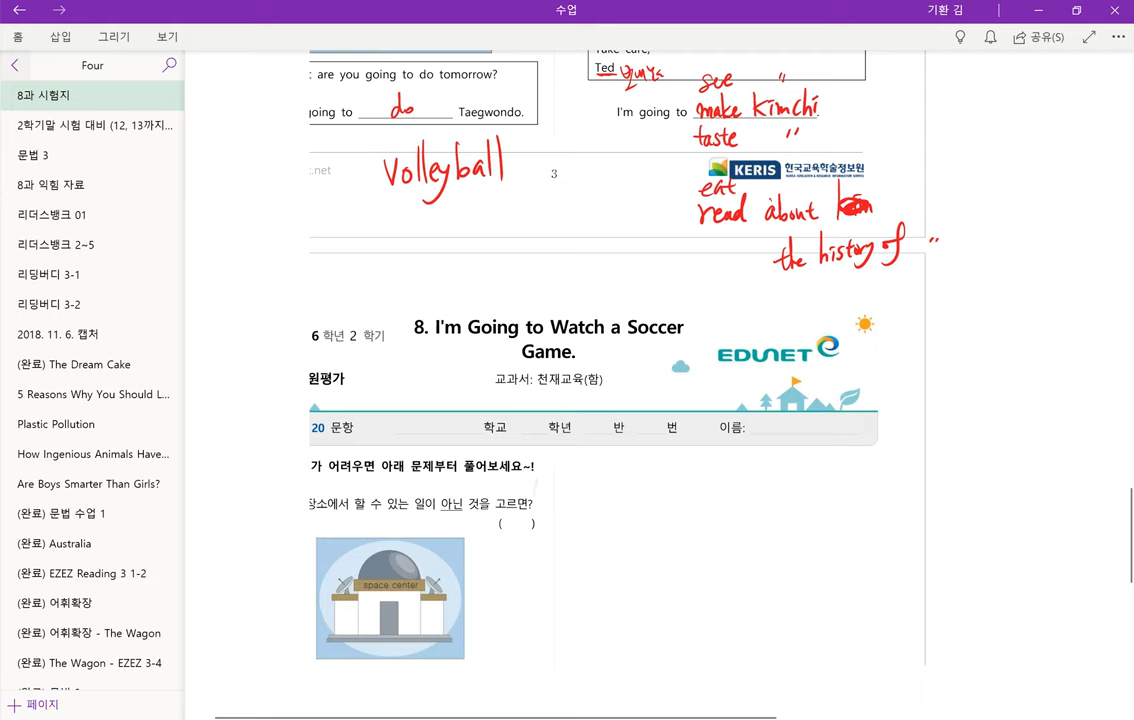 수업
기환 김
홈 삽입 그리기 보기
공유(S)
Four
8과 시험지
2학기말 시험 대비 (12, 13까지...
문법 3
8과 익힘 자료
리더스뱅크 01
리더스뱅크 2~5
리딩버디 3-1
리딩버디 3-2
2018. 11. 6. 캡처
(완료) The Dream Cake
5 Reasons Why You Should L...
Plastic Pollution
How Ingenious Animals Have...
Are Boys Smarter Than Girls?
(완료) 문법 수업 1
(완료) Australia
(완료) EZEZ Reading 3 1-2
(완료) 어휘확장
(완료) 어휘확장 - The Wagon
(완료) The Wagon - EZEZ 3-4
페이지
are you going to do tomorrow?
going to do Taegwondo.
volleyball
.net
3
Take care,
Ted
see "
I'm going to make kimchi.
taste "
KERIS 한국교육학술정보원
eat
read about
the history of "
6 학년 2 학기
8. I'm Going to Watch a Soccer
Game.
EDUNET
원평가
교과서: 천재교육(함)
20 문항 학교 학년 반 번 이름:
가 어려우면 아래 문제부터 풀어보세요~!
장소에서 할 수 있는 일이 아닌 것을 고르면?
( )
space center